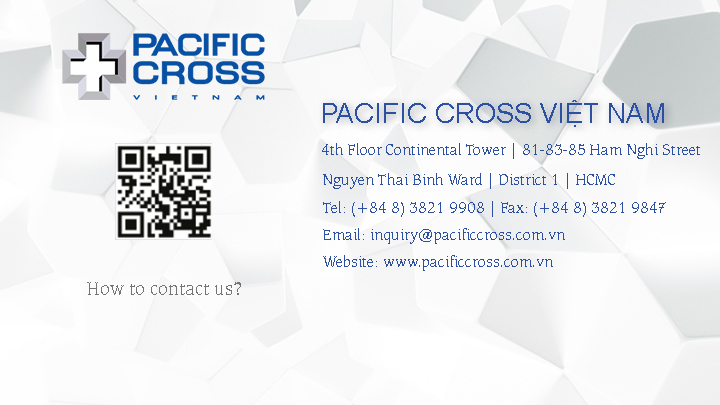 PACIFIC
CROSS
VIETNAM
PACIFIC CROSS VIỆT NAM
4th Floor Continental Tower | 81-83-85 Ham Nghi Street
Nguyen Thai Binh Ward | District 1 | HCMC
Tel: (+84 8) 3821 9908 | Fax: (+84 8) 3821 9847
Email: inquiry@pacificcross.com.vn
Website: www.pacificcross.com.vn
How to contact us?